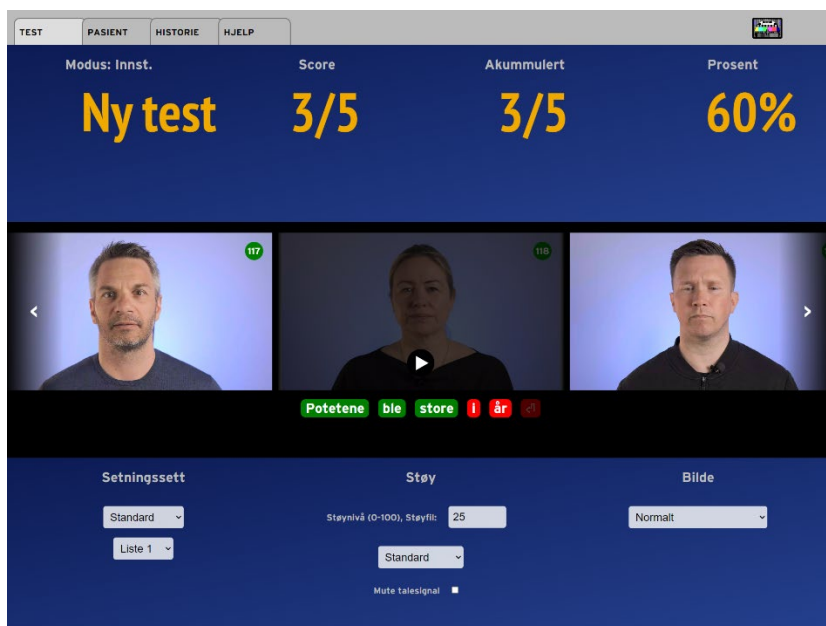 TEST PASIENT HISTORIE HJELP
Modus: Innst. Score Akummulert Prosent
Ny test 3/5 3/5 60%
117 118
Potetene ble store i år
Setningssett Støy Bilde
Standard Støynivå (0-100), Støyfil: 25 Normalt
Liste 1
Standard
Mute talesignal